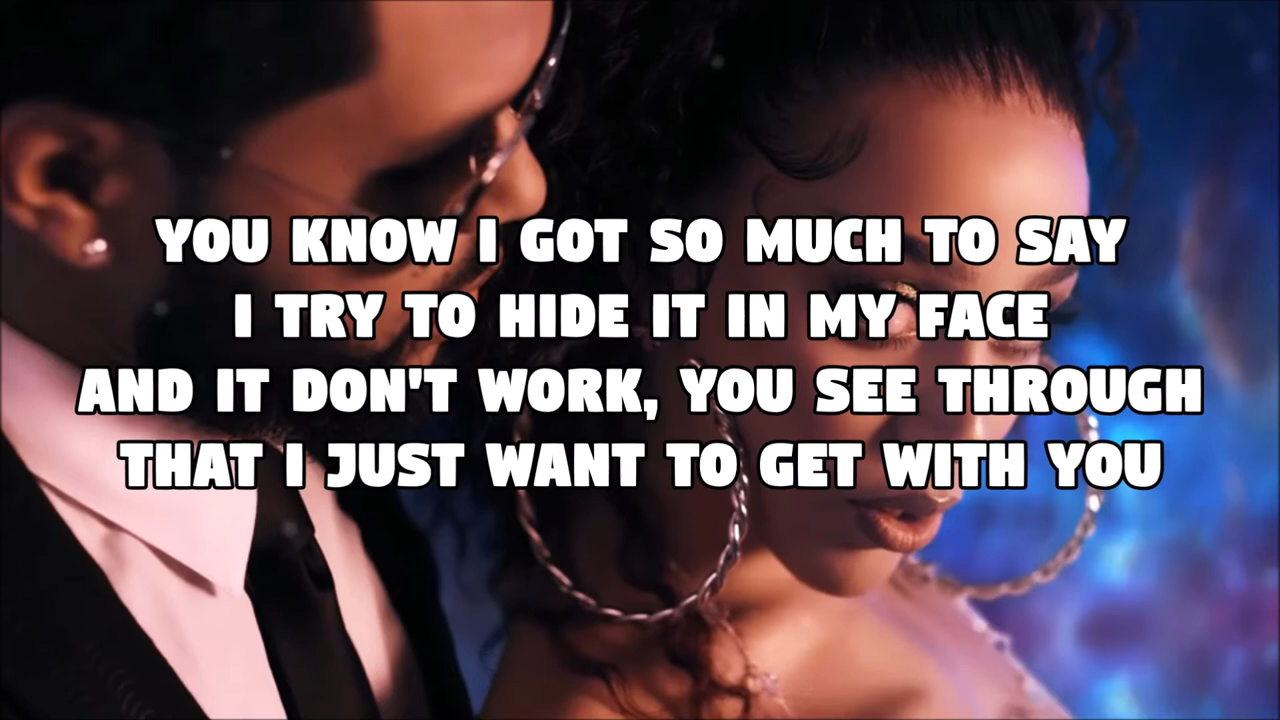 YOU KNOW I GOT SO MUCH TO SAY
I TRY TO HIDE IT IN MY FACE
AND IT DON'T WORK, YOU SEE THROUGH
THAT I JUST WANT TO GET WITH YOU